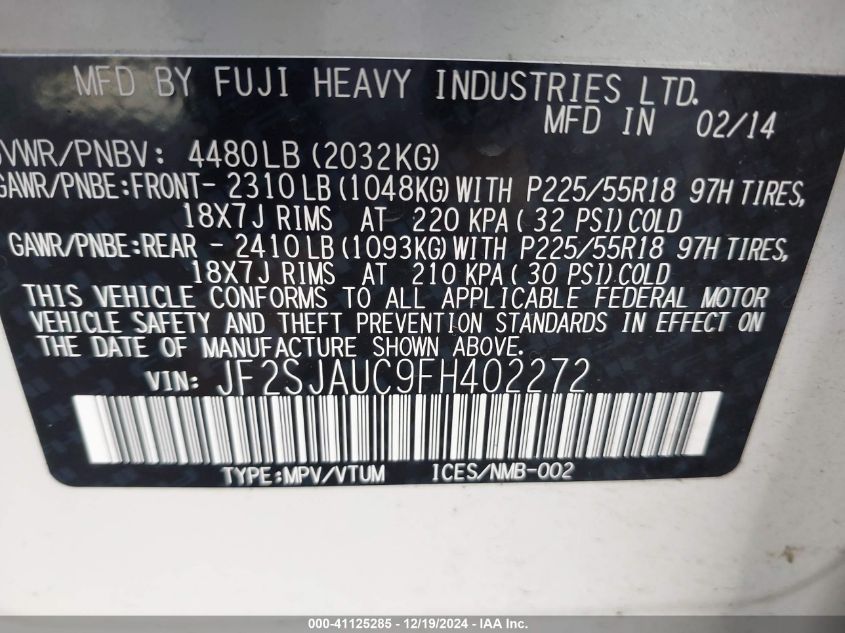 MFD BY FUJI HEAVY INDUSTRIES LTD.
MFD IN 02/14
GVWR/PNBV: 4480LB (2032KG)
GAWR/PNBE:FRONT- 2310LB (1048KG) WITH P225/55R18 97H TIRES,
18X7J RIMS AT 220 KPA ( 32 PSI) COLD
GAWR/PNBE:REAR - 2410LB (1093KG) WITH P225/55R18 97H TIRES,
18X7J RIMS AT 210 KPA ( 30 PSI) COLD
THIS VEHICLE CONFORMS TO ALL APPLICABLE FEDERAL MOTOR
VEHICLE SAFETY AND THEFT PREVENTION STANDARDS IN EFFECT ON
THE DATE OF MANUFACTURE SHOWN ABOVE.
VIN: JF2SJAUC9FH402272
TYPE:MPV/VTUM ICES/NMB-002
000-41125285 - 12/19/2024 - IAA Inc.